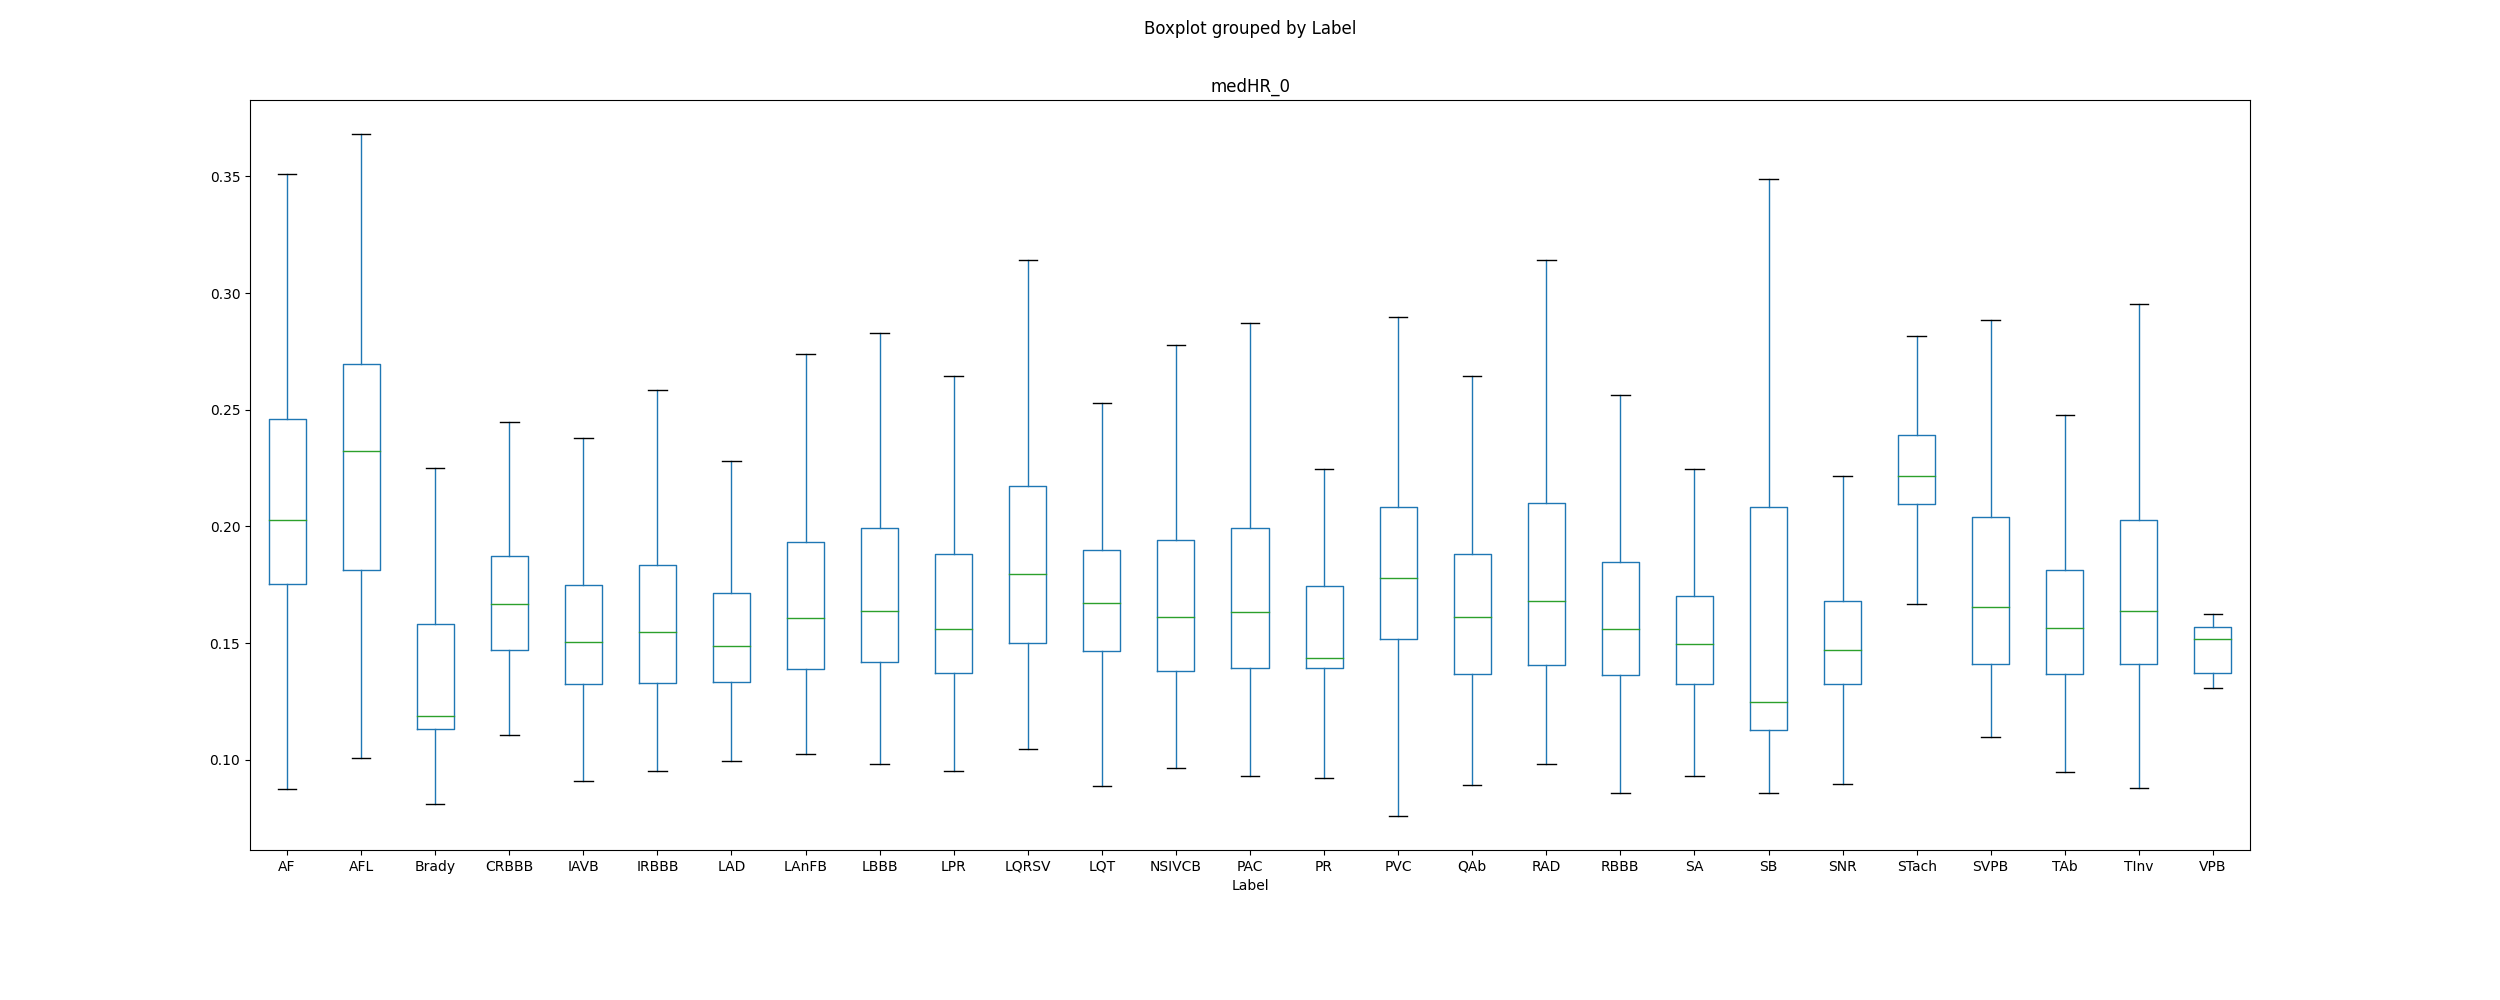 Boxplot grouped by Label
medHR_0
0.35
0.30
0.25
0.20
0.15
0.10
AF AFL Brady CRBBB IAVB IRBBB LAD LAnFB LBBB LPR LQRSV LQT NSIVCB PAC PR PVC QAb RAD RBBB SA SB SNR STach SVPB TAb TInv VPB
Label